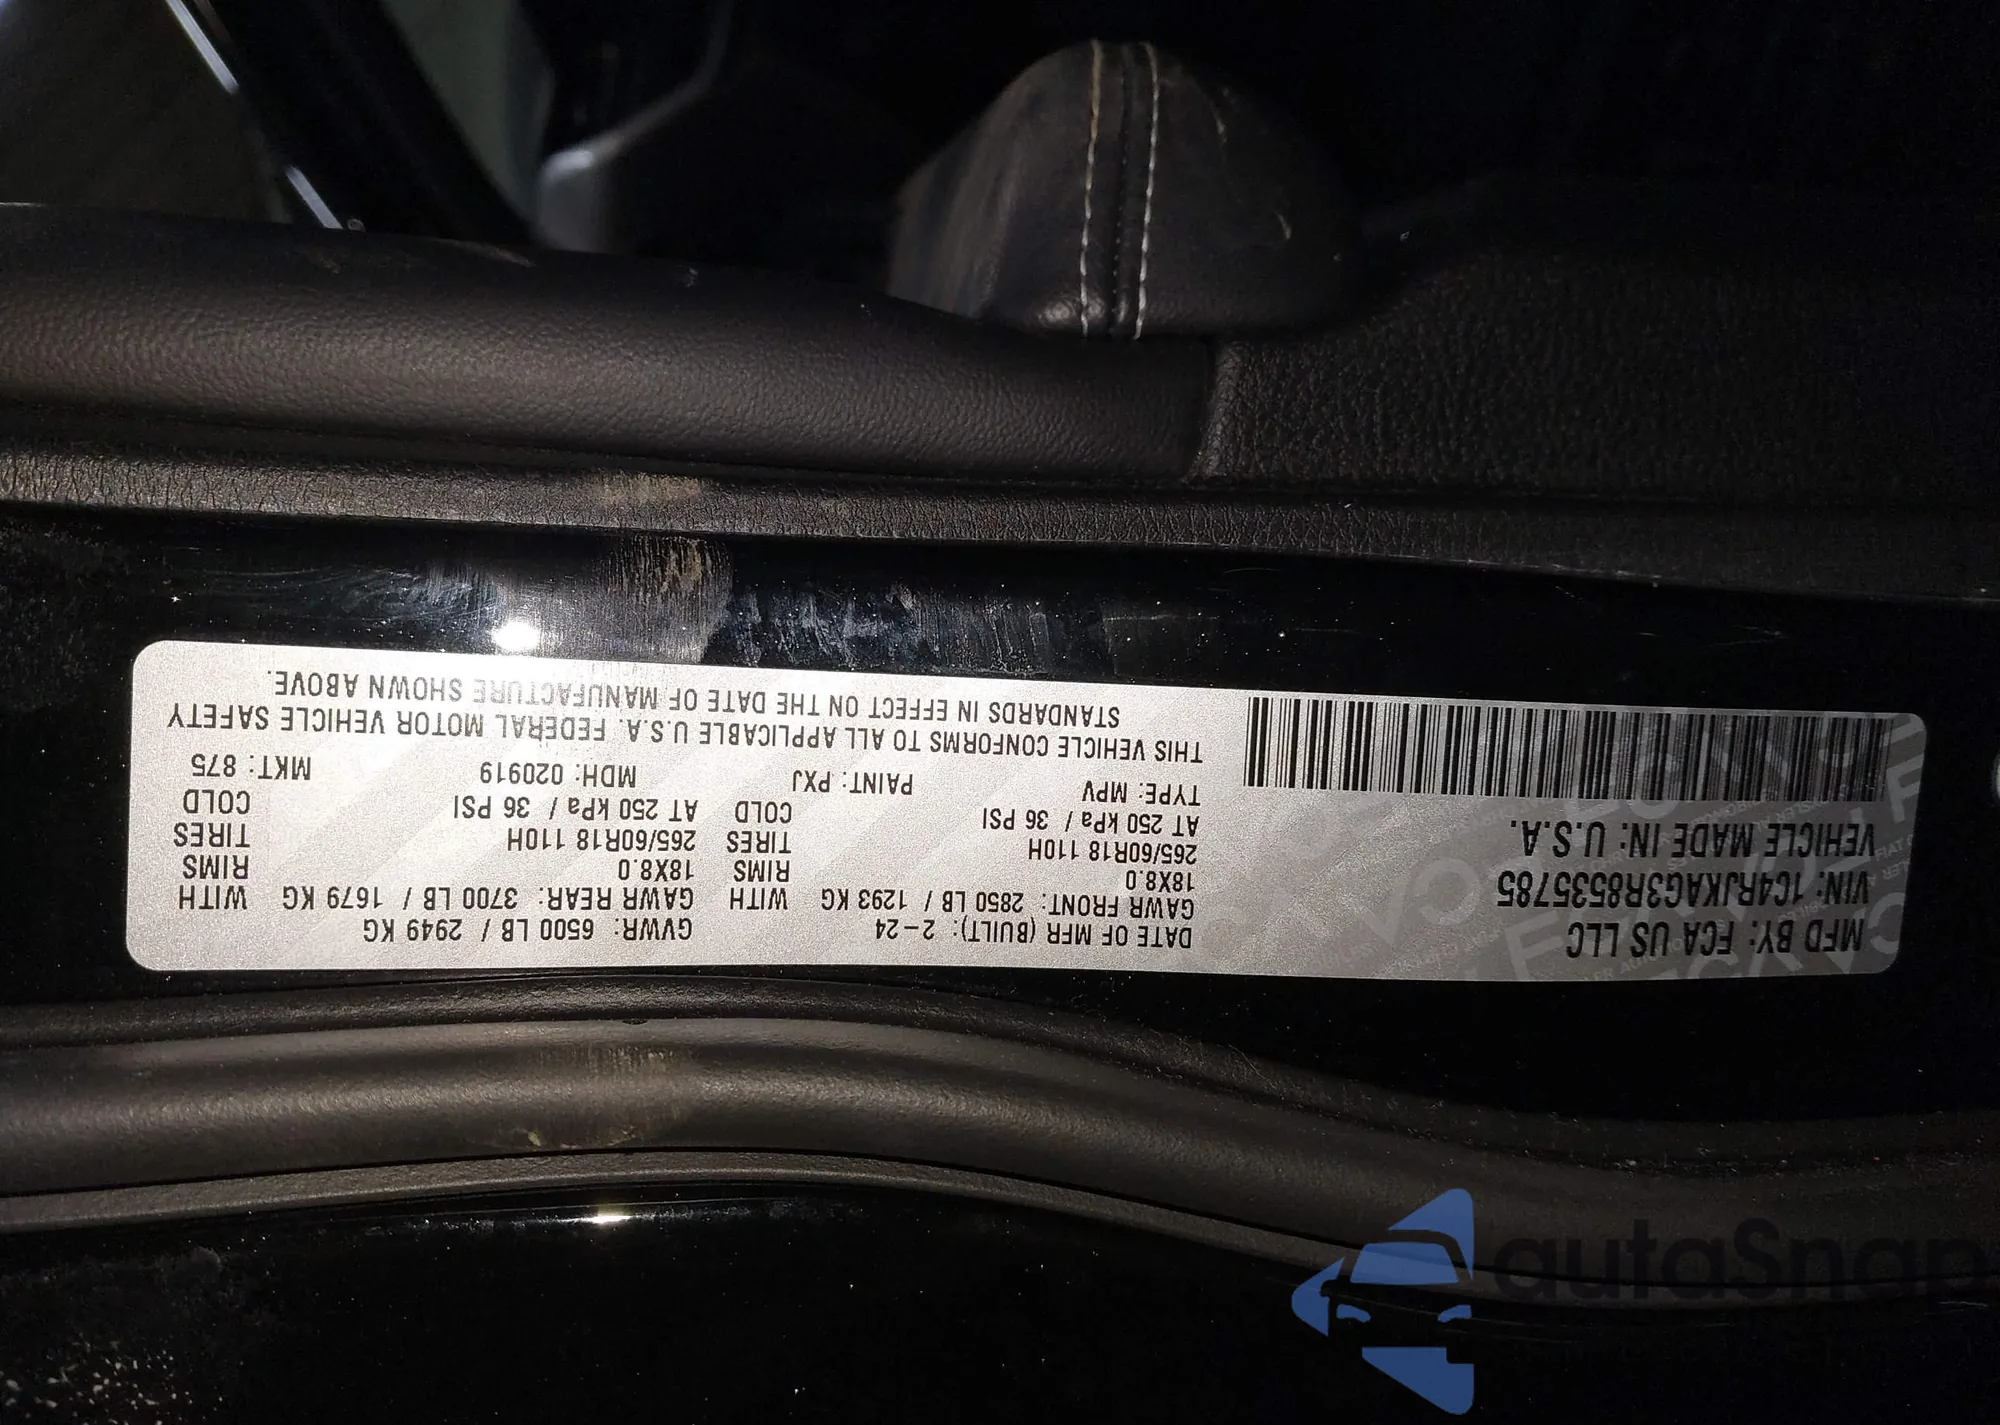 MFD BY: FCA US LLC
DATE OF MFR (BUILT): 2-24
GVWR: 6500 LB / 2949 KG
VIN: 1C4RJKAG3R8535785
GAWR FRONT: 2850 LB / 1293 KG WITH
GAWR REAR: 3700 LB / 1679 KG WITH
18X8.0 RIMS
18X8.0 RIMS
265/60R18 110H TIRES
265/60R18 110H TIRES
VEHICLE MADE IN: U.S.A.
AT 250 kPa / 36 PSI COLD
AT 250 kPa / 36 PSI COLD
TYPE: MPV PAINT: PXJ MDH: 020919 MKT: 875
THIS VEHICLE CONFORMS TO ALL APPLICABLE U.S.A. FEDERAL MOTOR VEHICLE SAFETY
STANDARDS IN EFFECT ON THE DATE OF MANUFACTURE SHOWN ABOVE.
autaSnap